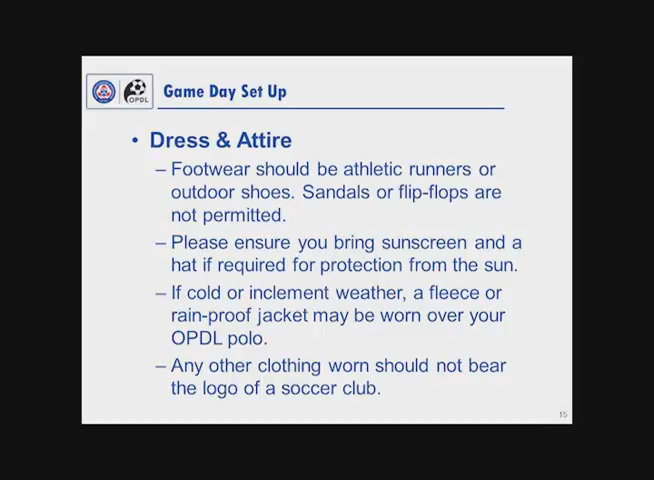 OPDL
Game Day Set Up
• Dress & Attire
– Footwear should be athletic runners or
outdoor shoes. Sandals or flip-flops are
not permitted.
– Please ensure you bring sunscreen and a
hat if required for protection from the sun.
– If cold or inclement weather, a fleece or
rain-proof jacket may be worn over your
OPDL polo.
– Any other clothing worn should not bear
the logo of a soccer club.
15